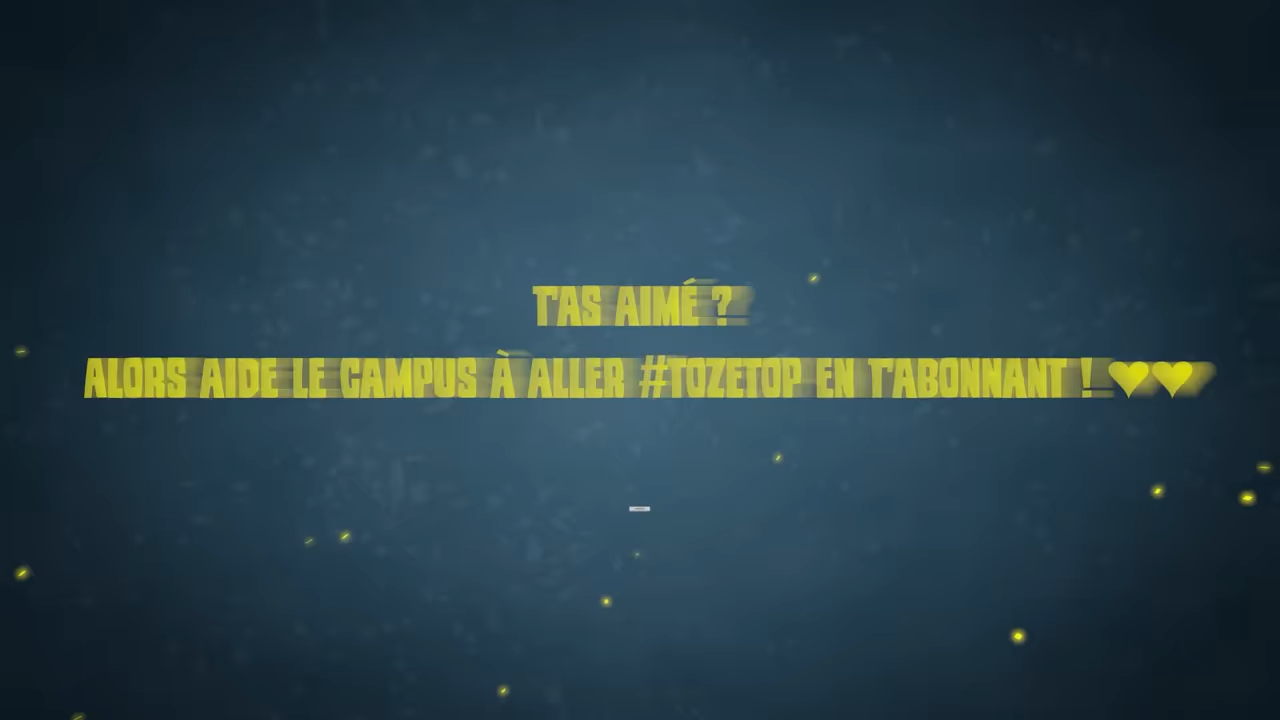 T'AS AIMÉ ?
ALORS AIDE LE CAMPUS À ALLER #TOZETOP EN T'ABONNANT ! ♥♥